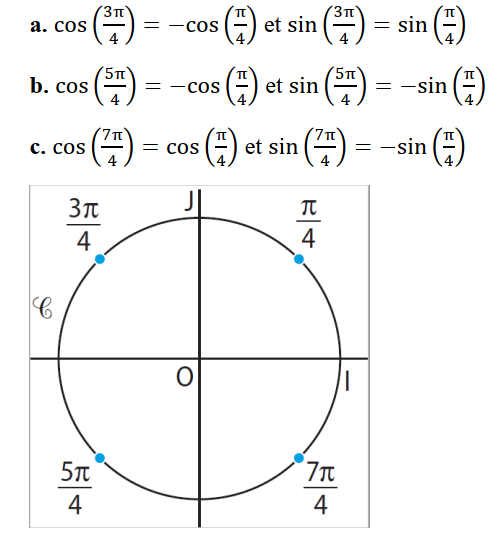 a. cos (3π/4) = −cos (π/4) et sin (3π/4) = sin (π/4)
b. cos (5π/4) = −cos (π/4) et sin (5π/4) = −sin (π/4)
c. cos (7π/4) = cos (π/4) et sin (7π/4) = −sin (π/4)
3π/4 J π/4
𝒞
O I
5π/4 7π/4